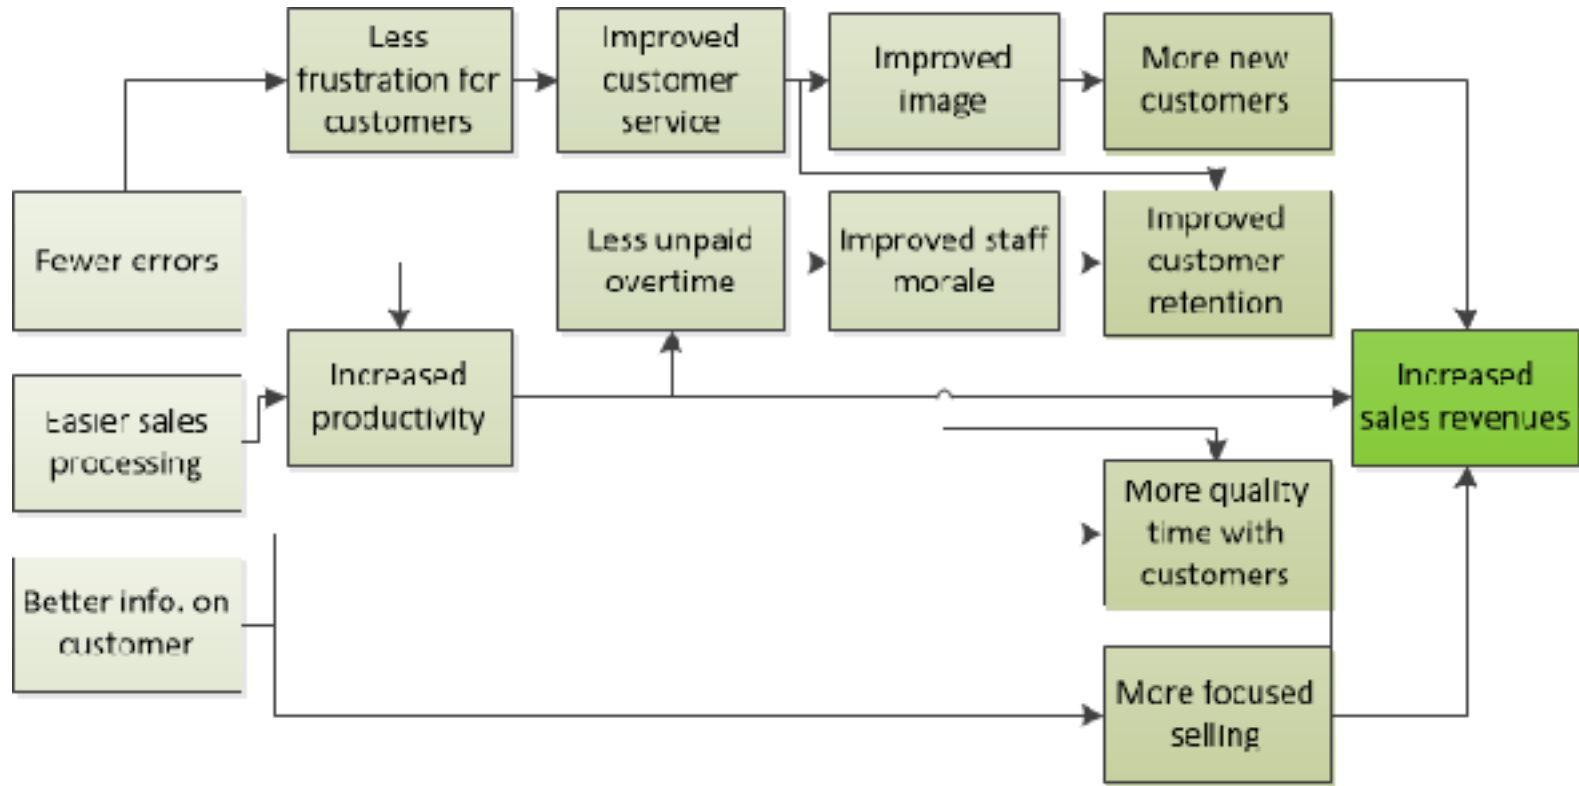 Less
frustration for
customers
Improved
customer
service
Improved
image
More new
customers
Fewer errors
Less unpaid
overtime
Improved staff
morale
Improved
customer
retention
Easier sales
processing
Increased
productivity
Increased
sales revenues
Better info. on
customer
More quality
time with
customers
More focused
selling